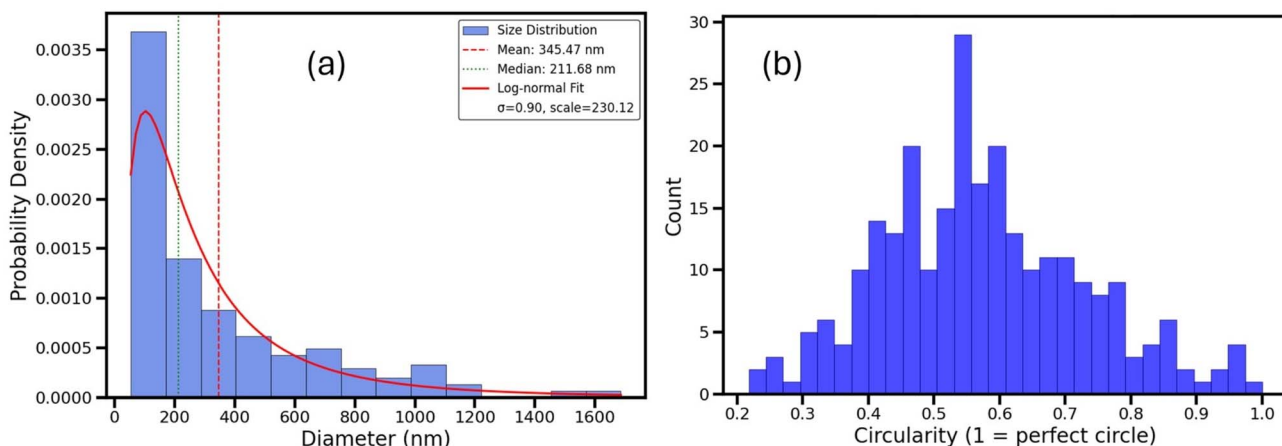 (a)
Size Distribution
Mean: 345.47 nm
Median: 211.68 nm
Log-normal Fit
σ=0.90, scale=230.12
Probability Density
0.0035
0.0030
0.0025
0.0020
0.0015
0.0010
0.0005
0.0000
0 200 400 600 800 1000 1200 1400 1600
Diameter (nm)
(b)
Count
30
25
20
15
10
5
0
0.2 0.3 0.4 0.5 0.6 0.7 0.8 0.9 1.0
Circularity (1 = perfect circle)